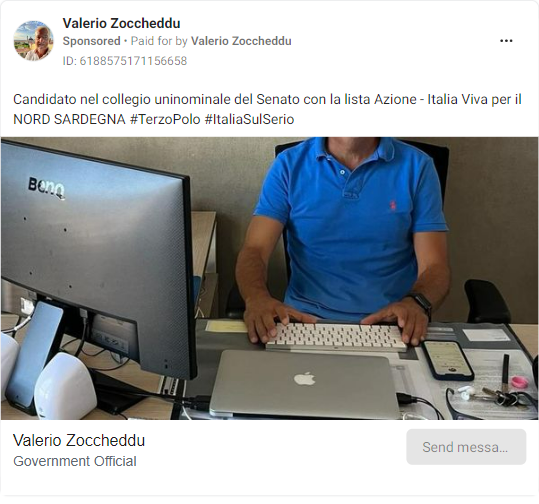 Valerio Zoccheddu
Sponsored • Paid for by Valerio Zoccheddu
ID: 6188575171156658
Candidato nel collegio uninominale del Senato con la lista Azione - Italia Viva per il
NORD SARDEGNA #TerzoPolo #ItaliaSulSerio
BenQ
Valerio Zoccheddu
Government Official
Send messa...